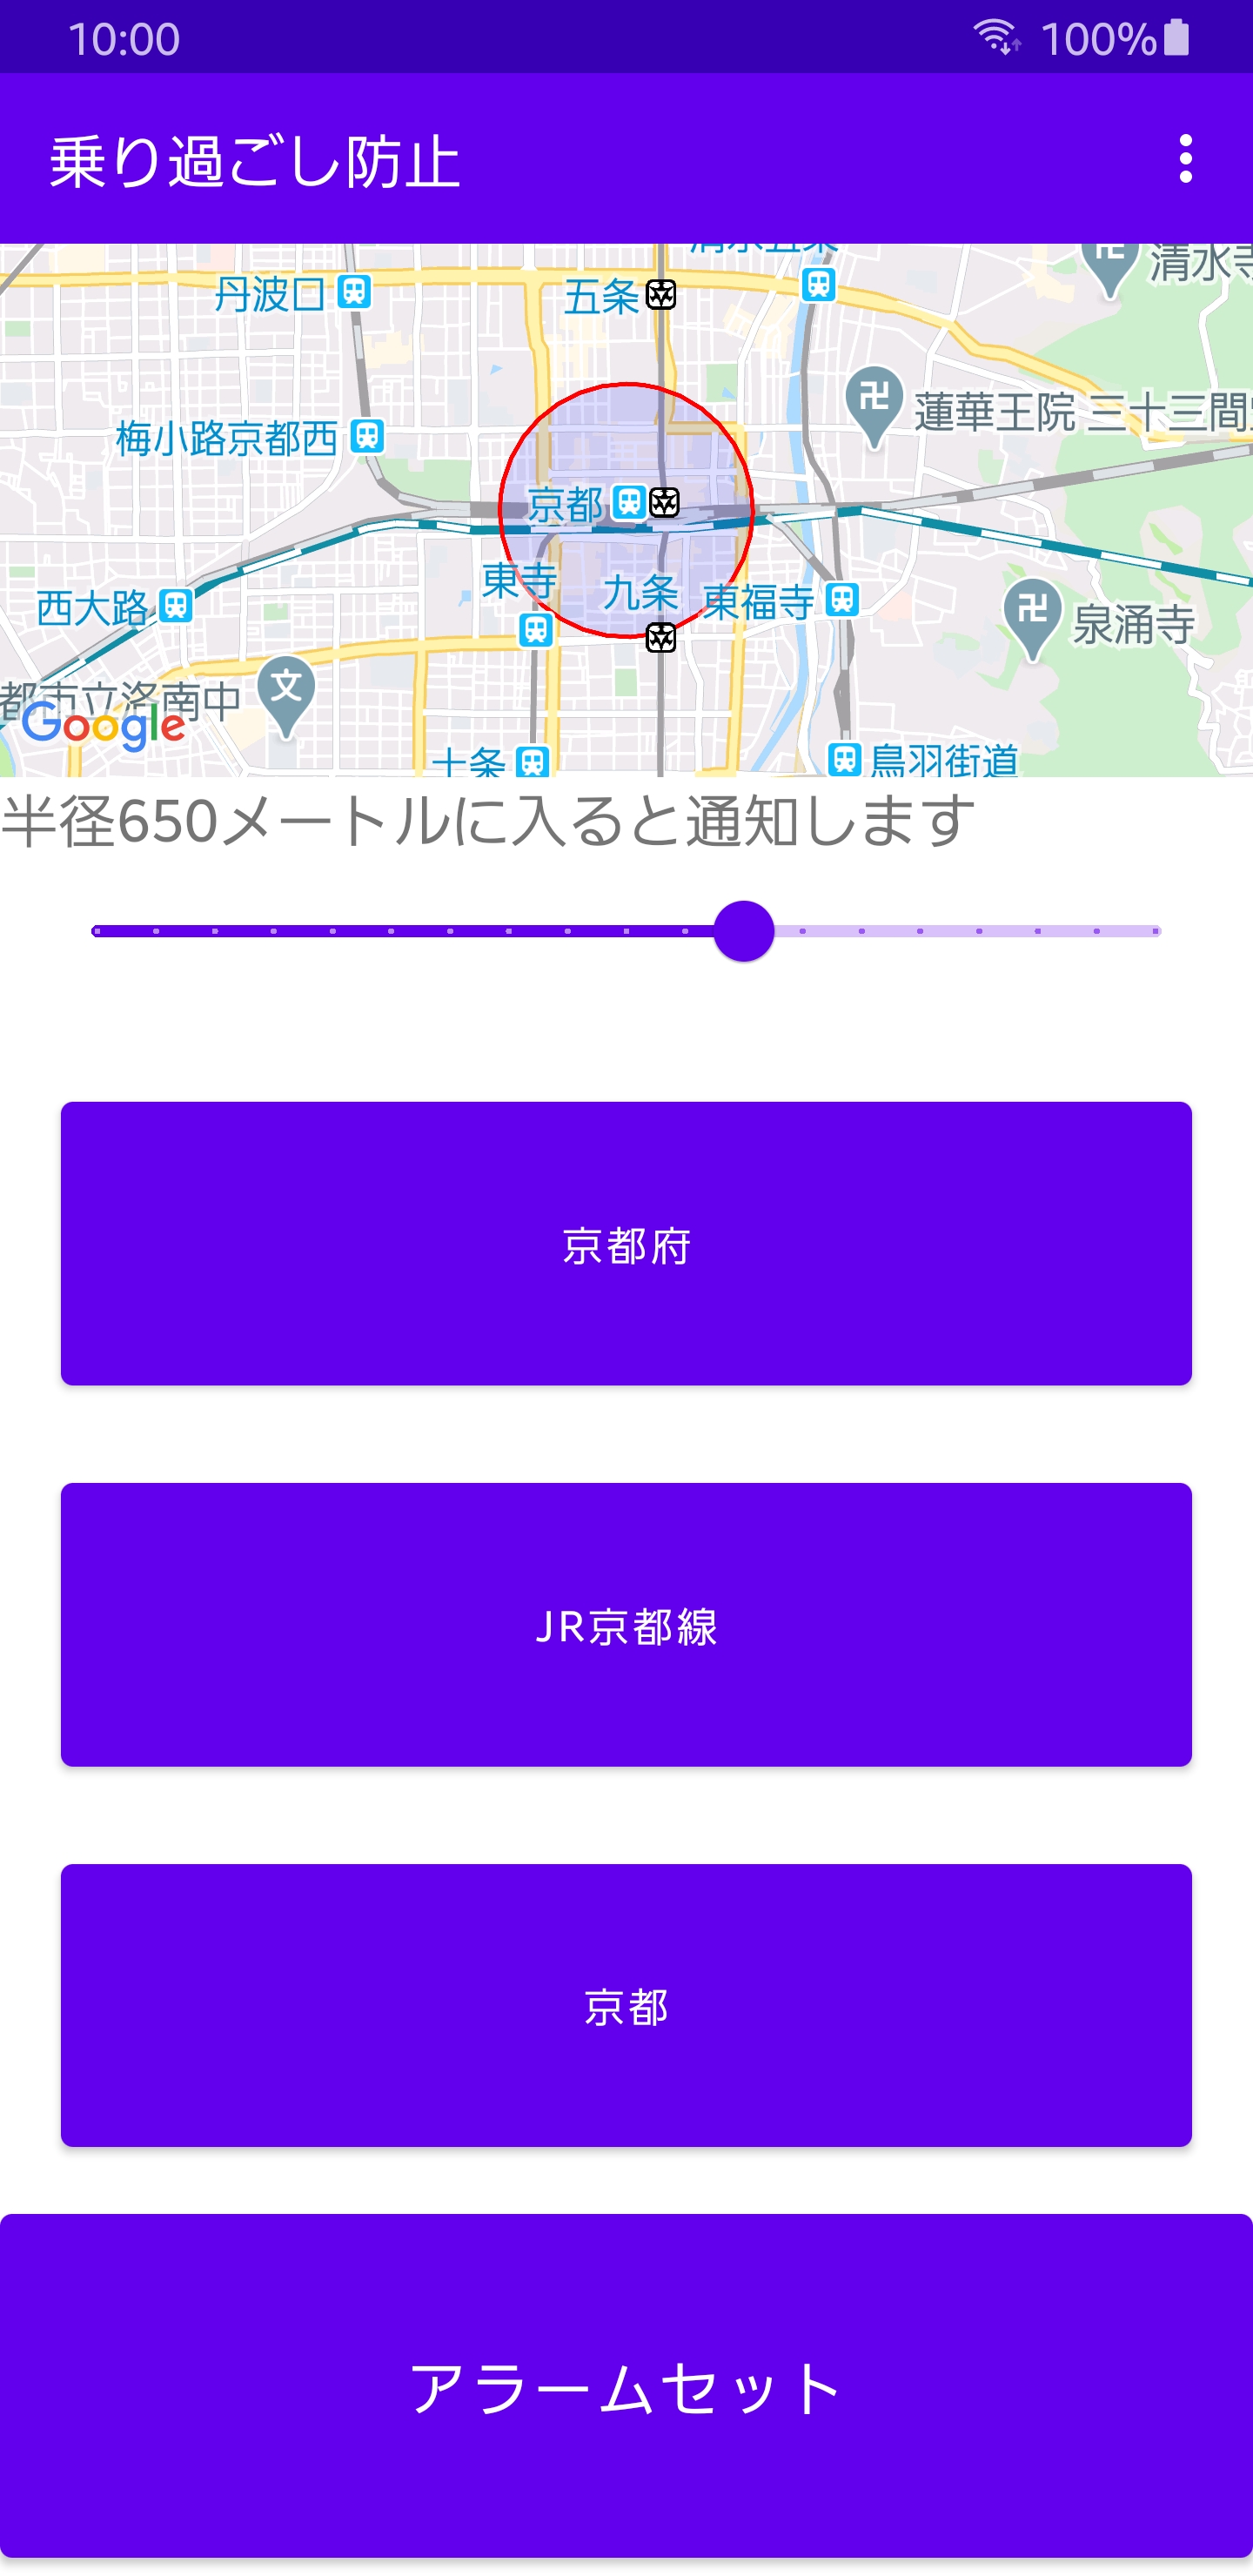 10:00
100%
乗り過ごし防止
清水五条
清水寺
丹波口
五条
蓮華王院 三十三間
梅小路京都西
京都
東寺
九条
東福寺
西大路
泉涌寺
都市立洛南中
文
Google
十条
鳥羽街道
半径650メートルに入ると通知します
京都府
JR京都線
京都
アラームセット